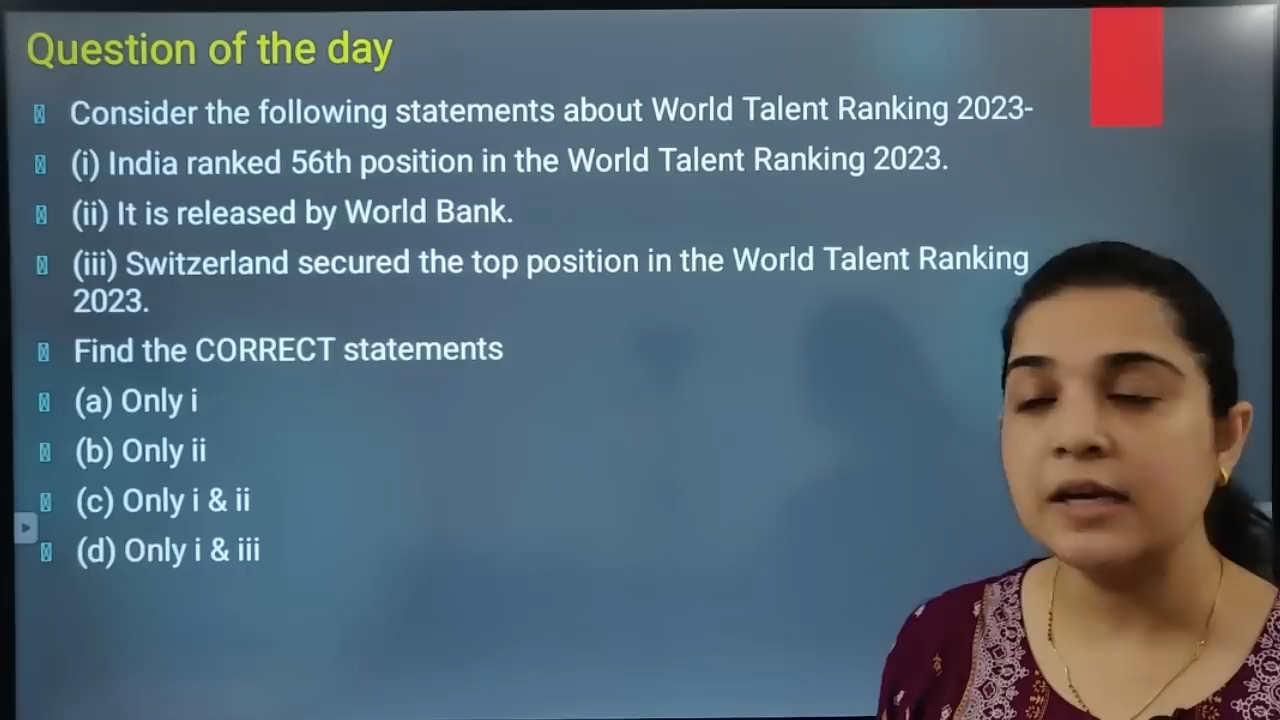 Question of the day
Consider the following statements about World Talent Ranking 2023-
(i) India ranked 56th position in the World Talent Ranking 2023.
(ii) It is released by World Bank.
(iii) Switzerland secured the top position in the World Talent Ranking
2023.
Find the CORRECT statements
(a) Only i
(b) Only ii
(c) Only i & ii
(d) Only i & iii